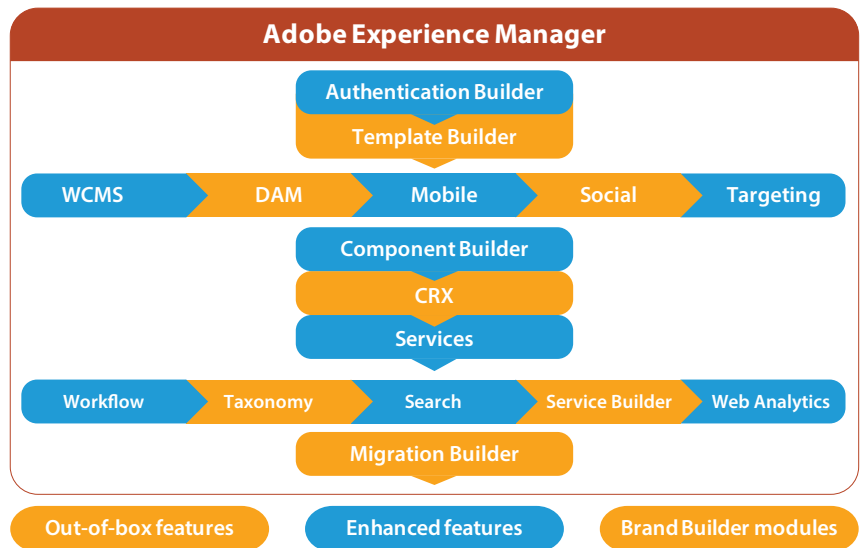 Adobe Experience Manager
Authentication Builder
Template Builder
WCMS DAM Mobile Social Targeting
Component Builder
CRX
Services
Workflow Taxonomy Search Service Builder Web Analytics
Migration Builder
Out-of-box features Enhanced features Brand Builder modules